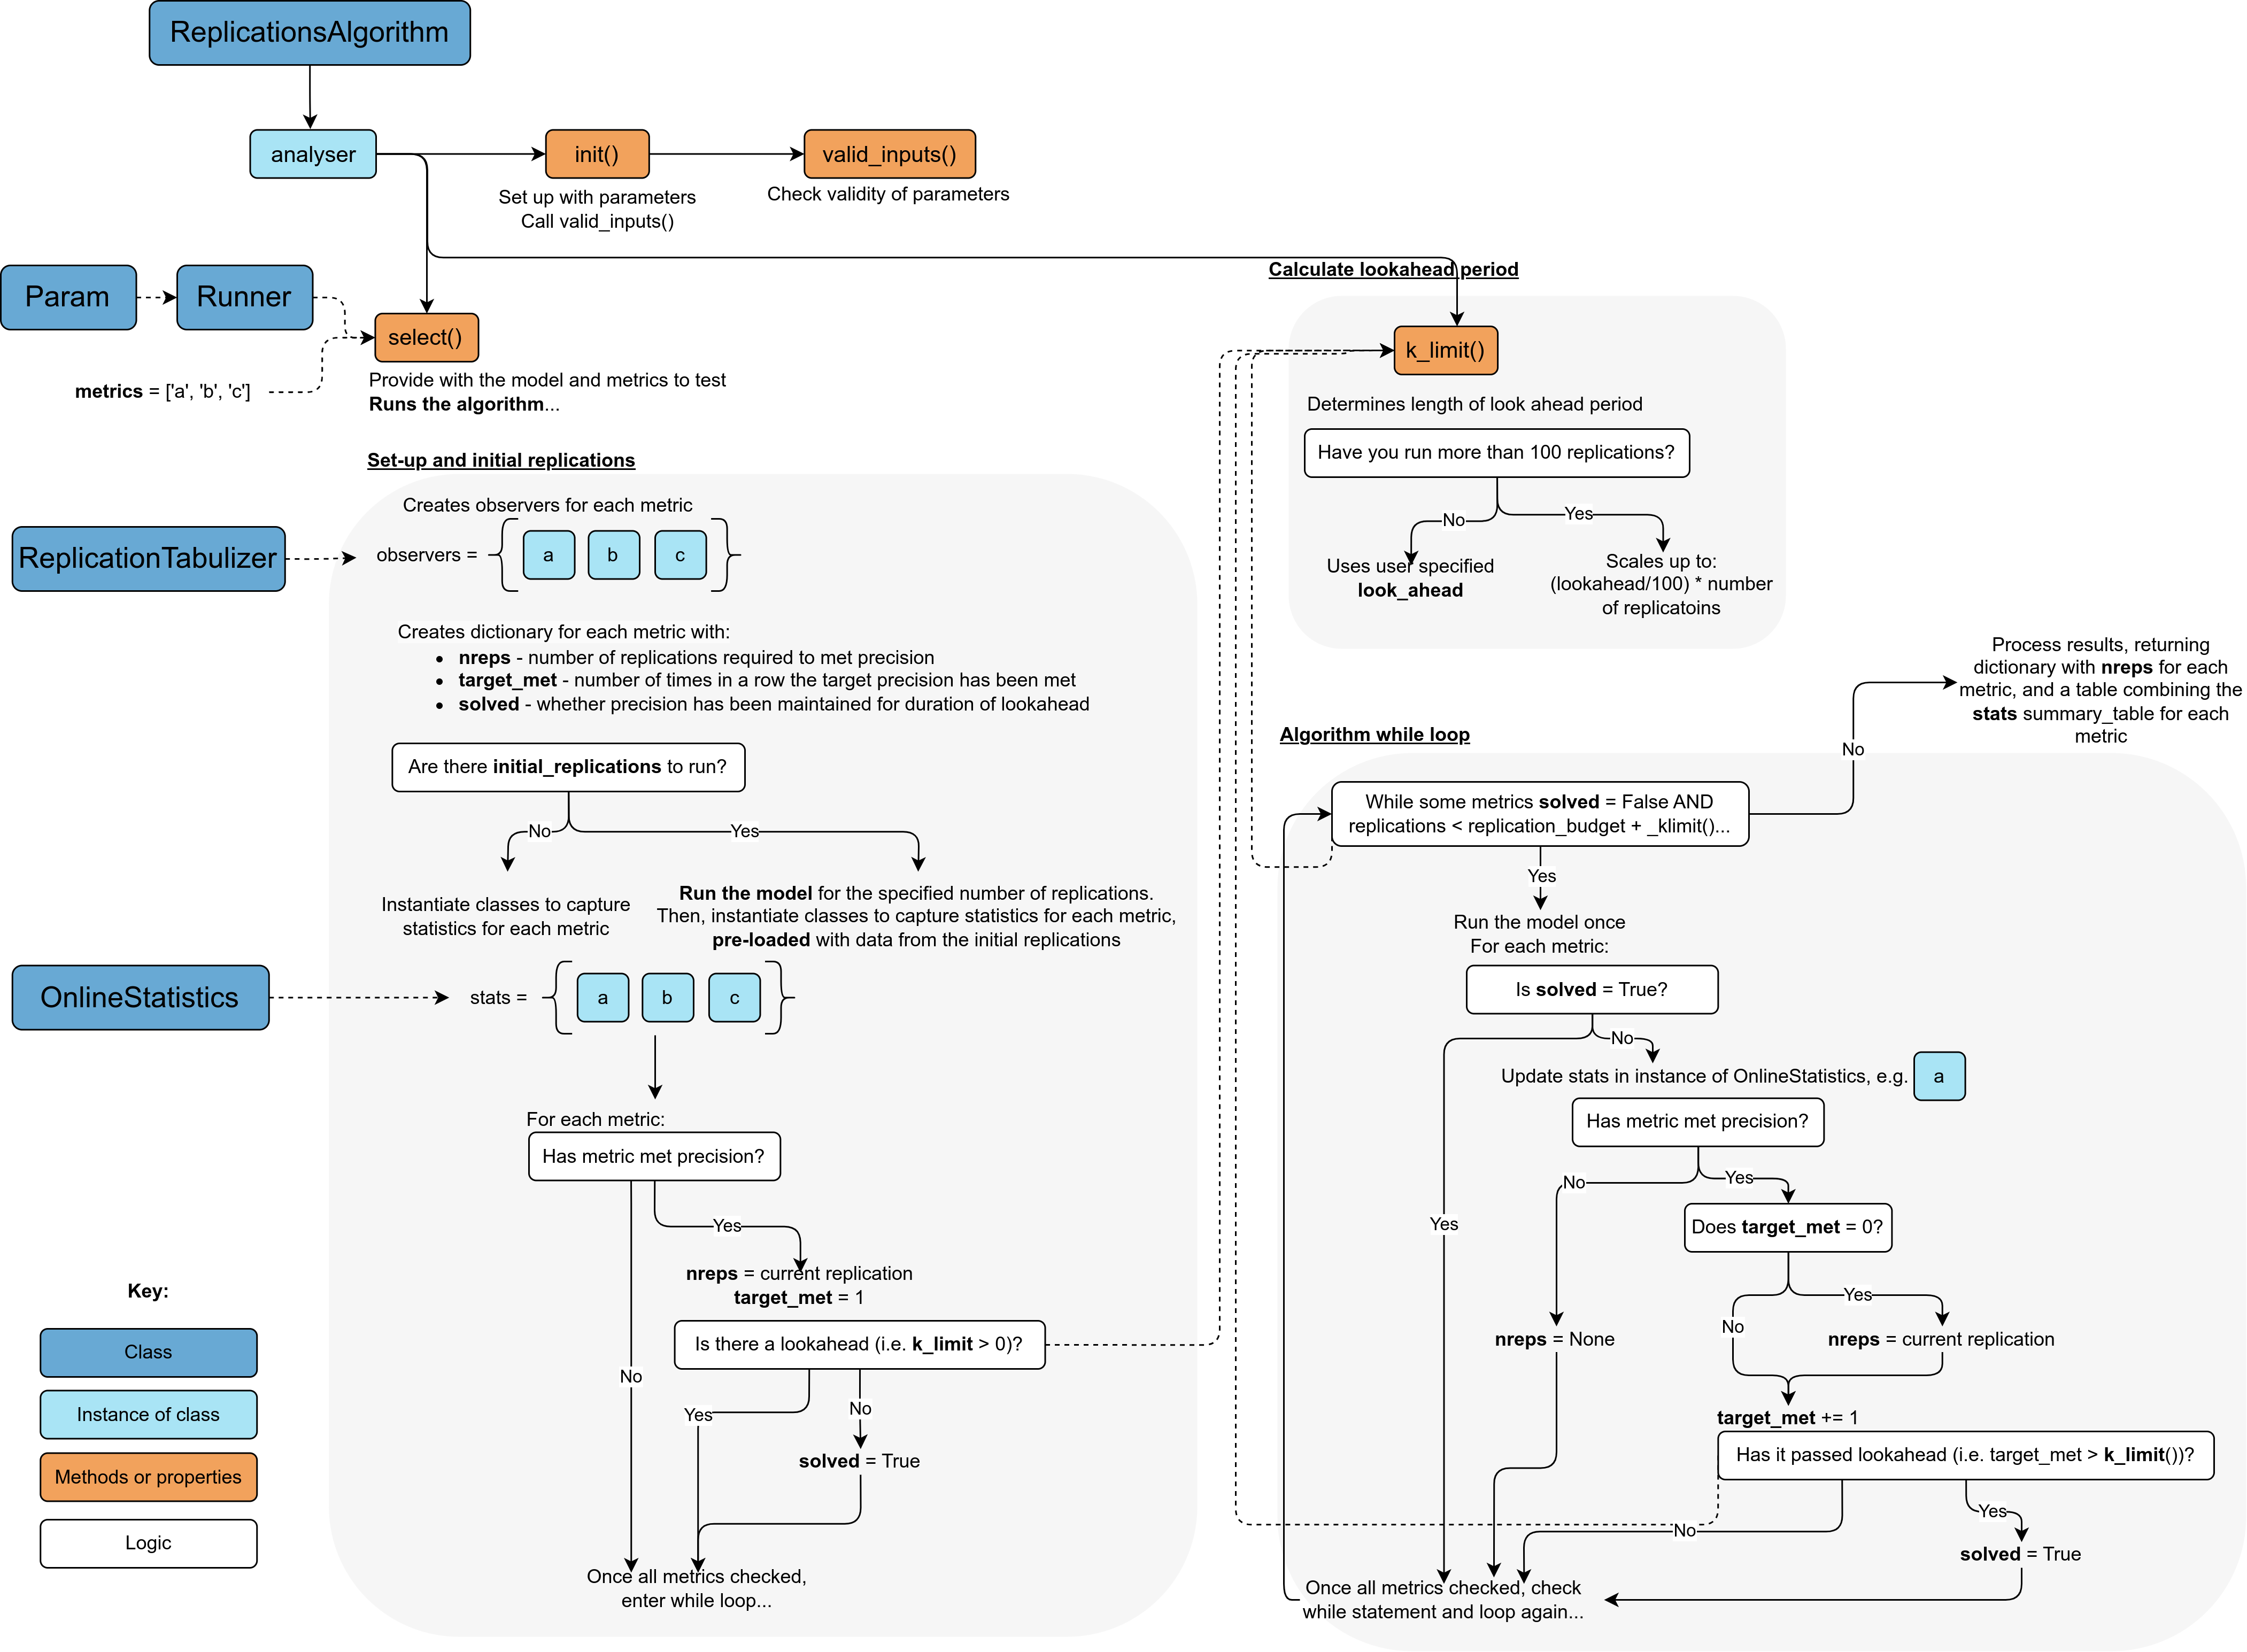 ReplicationsAlgorithm
analyser
init()
valid_inputs()
Set up with parameters
Call valid_inputs()
Check validity of parameters
Param
Runner
select()
metrics = ['a', 'b', 'c']
Provide with the model and metrics to test
Runs the algorithm...
Calculate lookahead period
k_limit()
Determines length of look ahead period
Have you run more than 100 replications?
No
Yes
Uses user specified
look_ahead
Scales up to:
(lookahead/100) * number
of replicatoins
Set-up and initial replications
Creates observers for each metric
ReplicationTabulizer
observers =
a
b
c
Creates dictionary for each metric with:
• nreps - number of replications required to met precision
• target_met - number of times in a row the target precision has been met
• solved - whether precision has been maintained for duration of lookahead
Are there initial_replications to run?
No
Yes
Instantiate classes to capture
statistics for each metric
Run the model for the specified number of replications.
Then, instantiate classes to capture statistics for each metric,
pre-loaded with data from the initial replications
OnlineStatistics
stats =
a
b
c
For each metric:
Has metric met precision?
Yes
No
nreps = current replication
target_met = 1
Is there a lookahead (i.e. k_limit > 0)?
Yes
No
solved = True
Once all metrics checked,
enter while loop...
Algorithm while loop
While some metrics solved = False AND
replications < replication_budget + _klimit()...
No
Process results, returning
dictionary with nreps for each
metric, and a table combining the
stats summary_table for each
metric
Yes
Run the model once
For each metric:
Is solved = True?
No
Yes
Update stats in instance of OnlineStatistics, e.g.
a
Has metric met precision?
No
Yes
Does target_met = 0?
Yes
No
nreps = None
nreps = current replication
target_met += 1
Has it passed lookahead (i.e. target_met > k_limit())?
Yes
No
solved = True
Once all metrics checked, check
while statement and loop again...
Key:
Class
Instance of class
Methods or properties
Logic